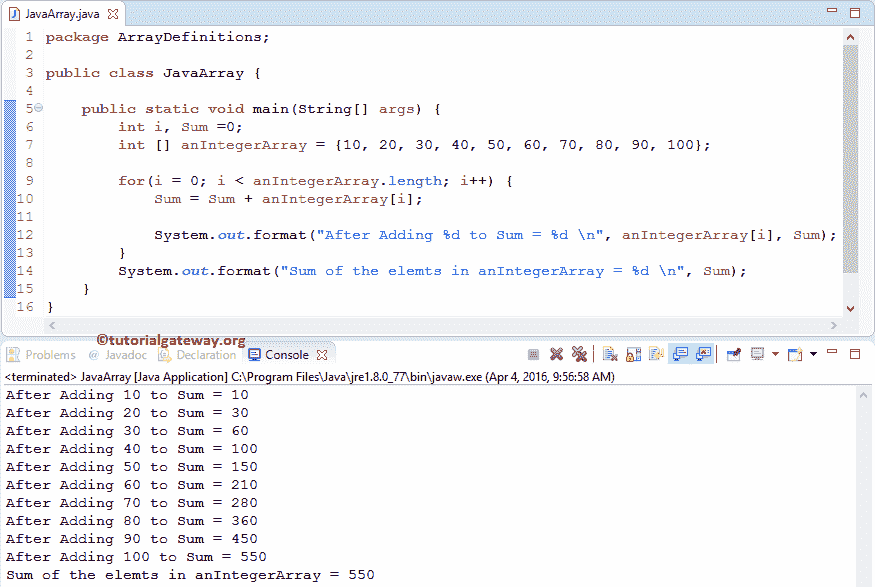 JavaArray.java
1 package ArrayDefinitions;
2
3 public class JavaArray {
4
5 public static void main(String[] args) {
6 int i, Sum =0;
7 int [] anIntegerArray = {10, 20, 30, 40, 50, 60, 70, 80, 90, 100};
8
9 for(i = 0; i < anIntegerArray.length; i++) {
10 Sum = Sum + anIntegerArray[i];
11
12 System.out.format("After Adding %d to Sum = %d \n", anIntegerArray[i], Sum);
13 }
14 System.out.format("Sum of the elemts in anIntegerArray = %d \n", Sum);
15 }
16 }
©tutorialgateway.org
Problems @ Javadoc Declaration Console
<terminated> JavaArray [Java Application] C:\Program Files\Java\jre1.8.0_77\bin\javaw.exe (Apr 4, 2016, 9:56:58 AM)
After Adding 10 to Sum = 10
After Adding 20 to Sum = 30
After Adding 30 to Sum = 60
After Adding 40 to Sum = 100
After Adding 50 to Sum = 150
After Adding 60 to Sum = 210
After Adding 70 to Sum = 280
After Adding 80 to Sum = 360
After Adding 90 to Sum = 450
After Adding 100 to Sum = 550
Sum of the elemts in anIntegerArray = 550